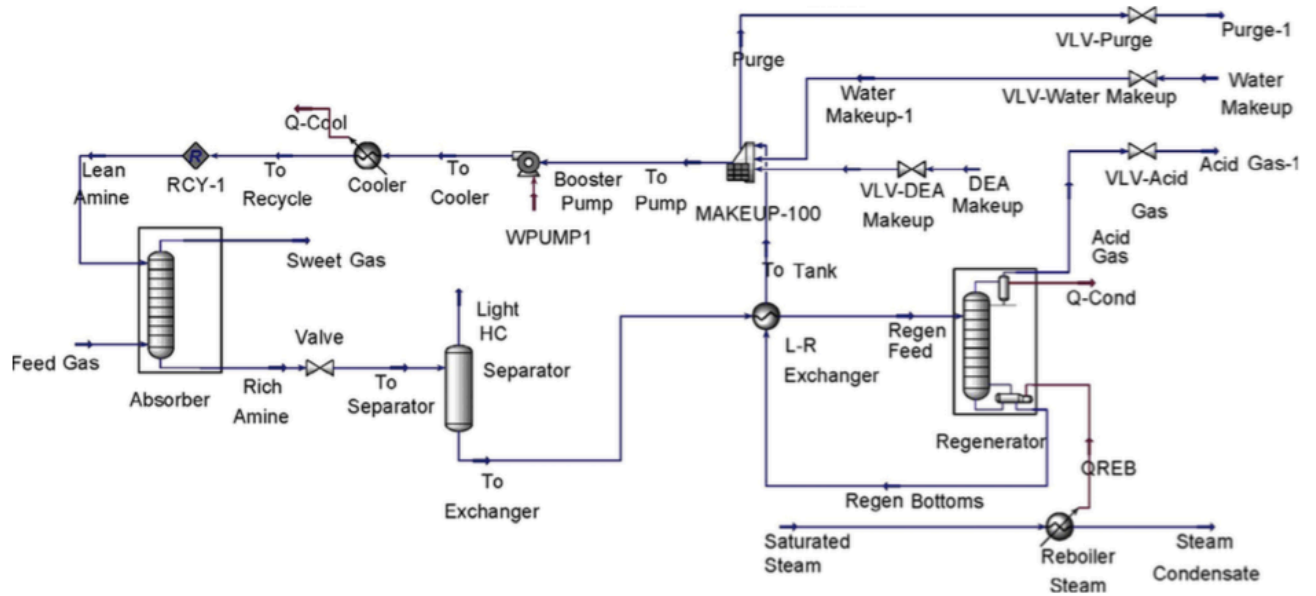 Purge
VLV-Purge
Purge-1
Water
Makeup-1
VLV-Water Makeup
Water
Makeup
Q-Cool
Lean
Amine
RCY-1
R
To
Recycle
Cooler
To
Cooler
Booster
Pump
WPUMP1
To
Pump
MAKEUP-100
VLV-DEA
Makeup
DEA
Makeup
VLV-Acid
Gas
Acid Gas-1
Acid
Gas
Q-Cond
Sweet Gas
Feed Gas
Absorber
Rich
Amine
Valve
To
Separator
Light
HC
Separator
To
Exchanger
To Tank
L-R
Exchanger
Regen
Feed
Regenerator
QREB
Regen Bottoms
Saturated
Steam
Reboiler
Steam
Steam
Condensate